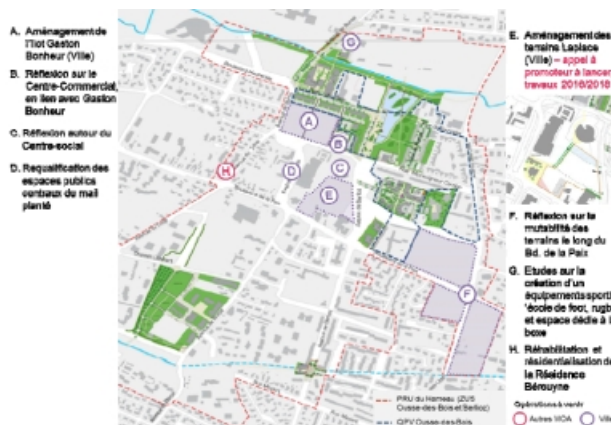 A. Aménagement de
l'îlot Gaston
Bonheur (Ville)
B. Réflexion sur le
Centre-Commercial,
en lien avec Gaston
Bonheur
C. Réflexion autour du
Centre-social
D. Requalification des
espaces publics
centraux du mail
planté
E. Aménagement des
terrains Laplace
(Ville) – appel à
promoteur à lancer
travaux 2016/2018
F. Réflexion sur la
mutabilité des
terrains le long du
Bd. de la Paix
G. Etudes sur la
création d'un
équipement sporti
'école de foot, rugb
et espace dédié à l
boxe
H. Réhabilitation et
résidentialisation de
la Résidence
Bérouyne
Opérations à venir
Autres MOA
Ville
G
A
B
C
D
H
E
F
PRU du Hameau (ZUS
Ousse-des-Bois et Berlioz)
QPV Ousse-des-Bois